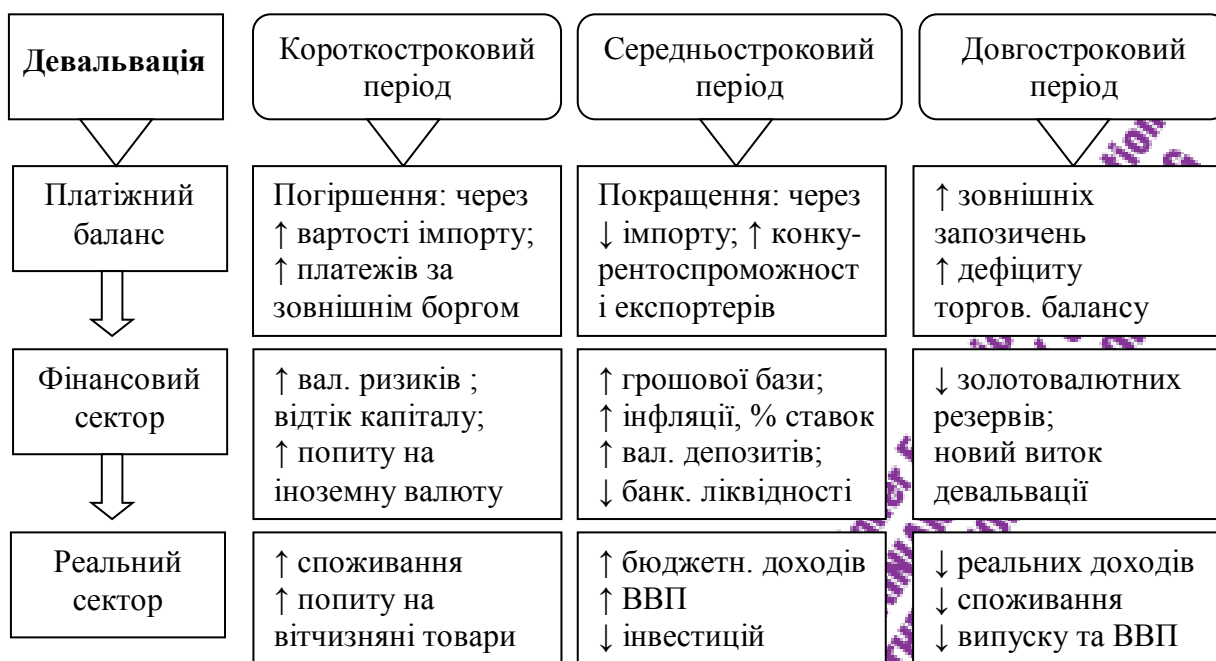 Девальвація
Короткостроковий
період
Середньостроковий
період
Довгостроковий
період
Платіжний
баланс
Погіршення: через
↑ вартості імпорту;
↑ платежів за
зовнішнім боргом
Покращення: через
↓ імпорту; ↑ конку-
рентоспроможност
і експортерів
↑ зовнішніх
запозичень
↑ дефіциту
торгов. балансу
Фінансовий
сектор
↑ вал. ризиків ;
відтік капіталу;
↑ попиту на
іноземну валюту
↑ грошової бази;
↑ інфляції, % ставок
↑ вал. депозитів;
↓ банк. ліквідності
↓ золотовалютних
резервів;
новий виток
девальвації
Реальний
сектор
↑ споживання
↑ попиту на
вітчизняні товари
↑ бюджетн. доходів
↑ ВВП
↓ інвестицій
↓ реальних доходів
↓ споживання
↓ випуску та ВВП